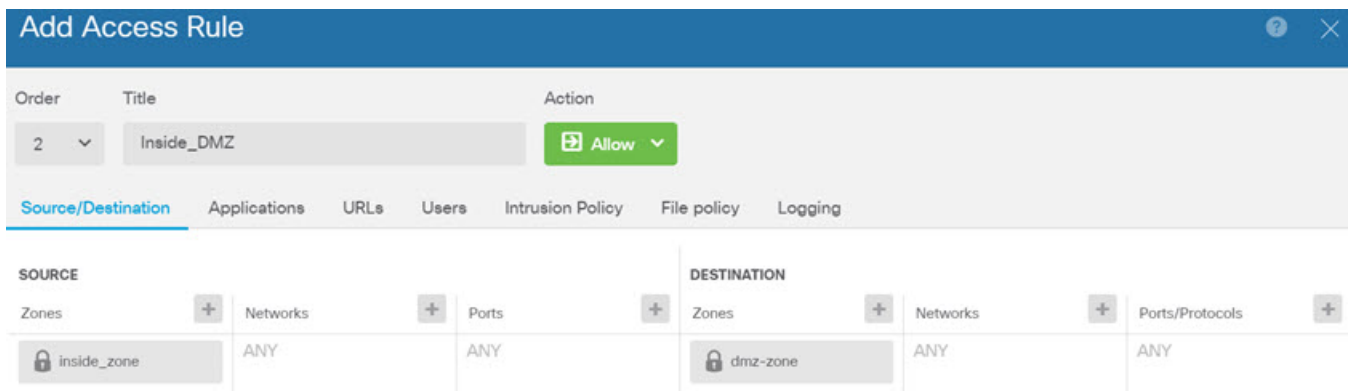 Add Access Rule
Order Title Action
2 Inside_DMZ Allow
Source/Destination Applications URLs Users Intrusion Policy File policy Logging
SOURCE DESTINATION
Zones Networks Ports Zones Networks Ports/Protocols
inside_zone ANY ANY dmz-zone ANY ANY